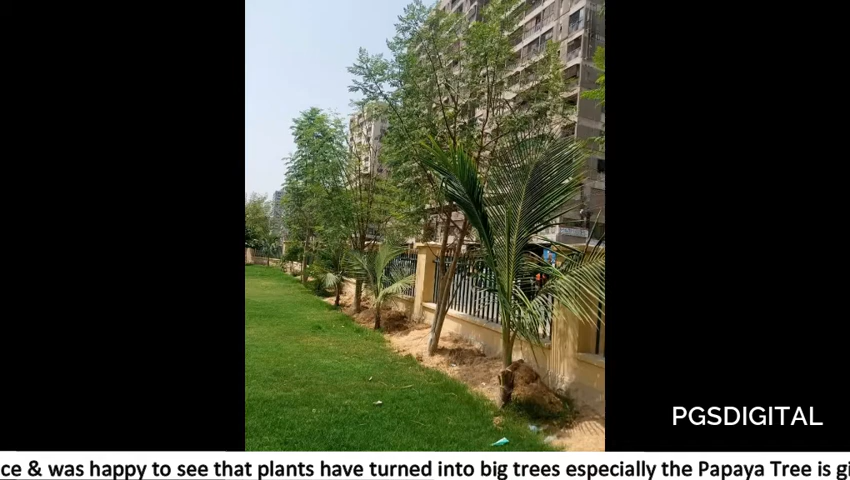 PGSDIGITAL
ce & was happy to see that plants have turned into big trees especially the Papaya Tree is gi